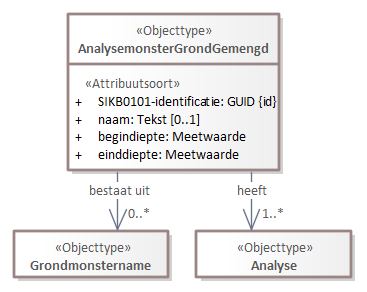 «Objecttype»
AnalysemonsterGrondGemengd
«Attribuutsoort»
+ SIKB0101-identificatie: GUID {id}
+ naam: Tekst [0..1]
+ begindiepte: Meetwaarde
+ einddiepte: Meetwaarde
bestaat uit
heeft
0..*
1..*
«Objecttype»
Grondmonstername
«Objecttype»
Analyse